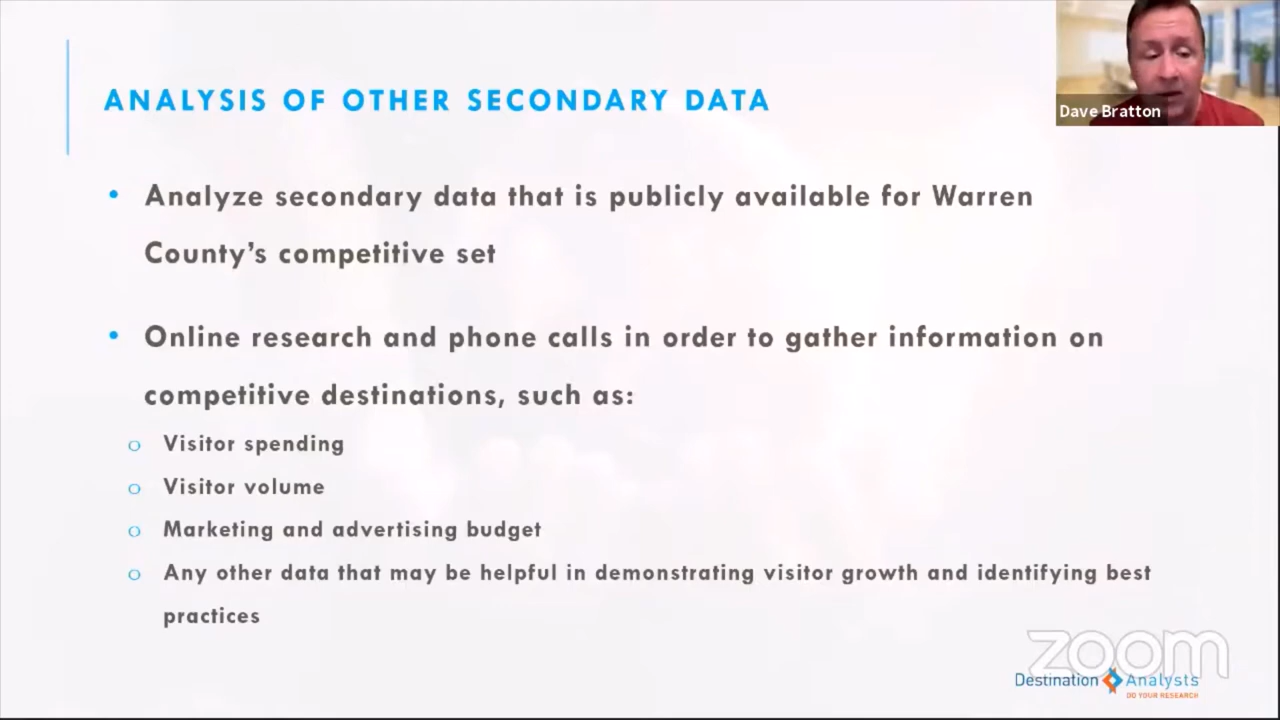 ANALYSIS OF OTHER SECONDARY DATA
Dave Bratton
• Analyze secondary data that is publicly available for Warren
County's competitive set
• Online research and phone calls in order to gather information on
competitive destinations, such as:
o Visitor spending
o Visitor volume
o Marketing and advertising budget
o Any other data that may be helpful in demonstrating visitor growth and identifying best
practices
zoom
Destination Analysts
DO YOUR RESEARCH